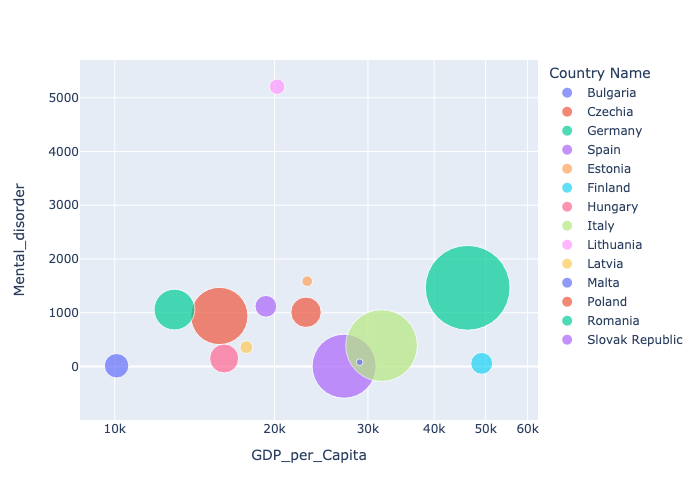 Country Name
Bulgaria
Czechia
Germany
Spain
Estonia
Finland
Hungary
Italy
Lithuania
Latvia
Malta
Poland
Romania
Slovak Republic
Mental_disorder
5000
4000
3000
2000
1000
0
10k
20k
30k
40k
50k
60k
GDP_per_Capita